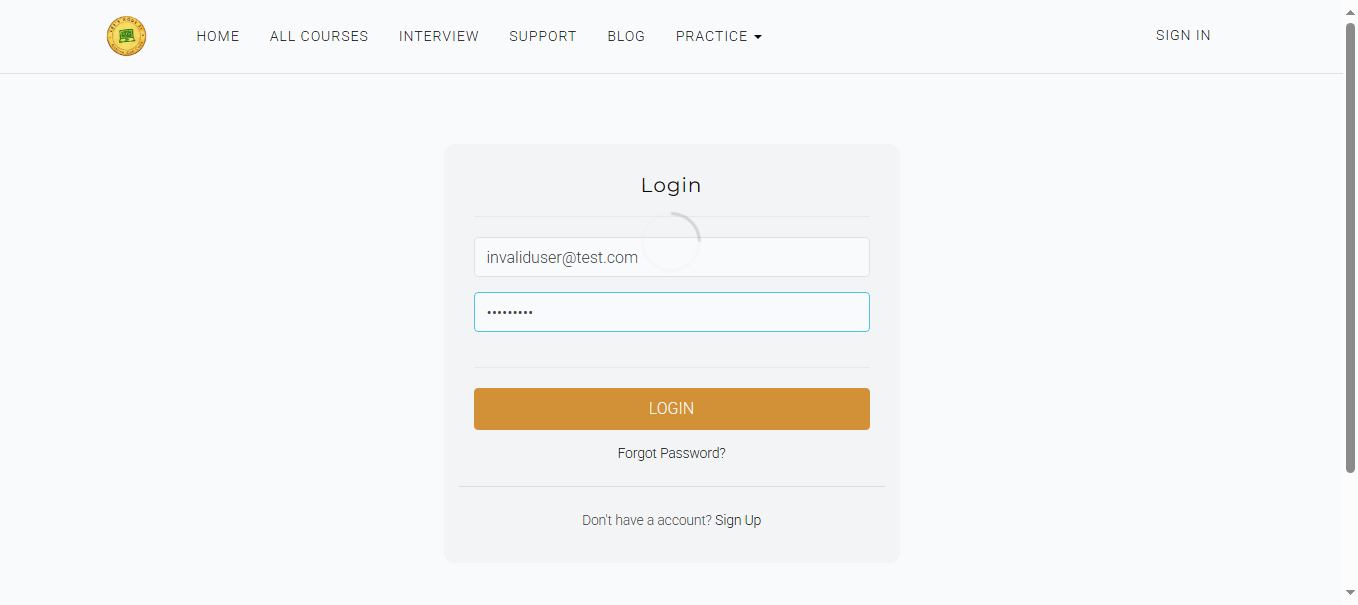 HOME ALL COURSES INTERVIEW SUPPORT BLOG PRACTICE SIGN IN
Login
invaliduser@test.com
•••••••••
LOGIN
Forgot Password?
Don't have a account? Sign Up